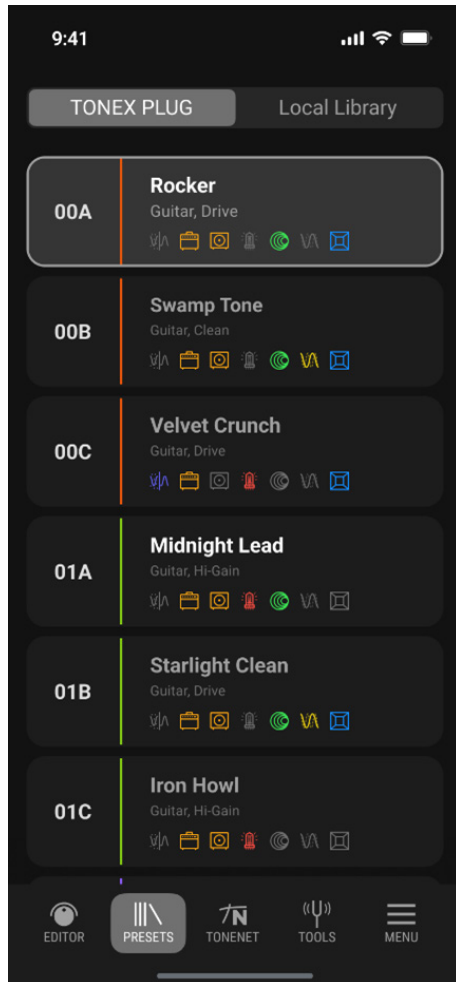 9:41
TONEX PLUG Local Library
00A
Rocker
Guitar, Drive
00B
Swamp Tone
Guitar, Clean
00C
Velvet Crunch
Guitar, Drive
01A
Midnight Lead
Guitar, Hi-Gain
01B
Starlight Clean
Guitar, Drive
01C
Iron Howl
Guitar, Hi-Gain
EDITOR PRESETS TONENET TOOLS MENU